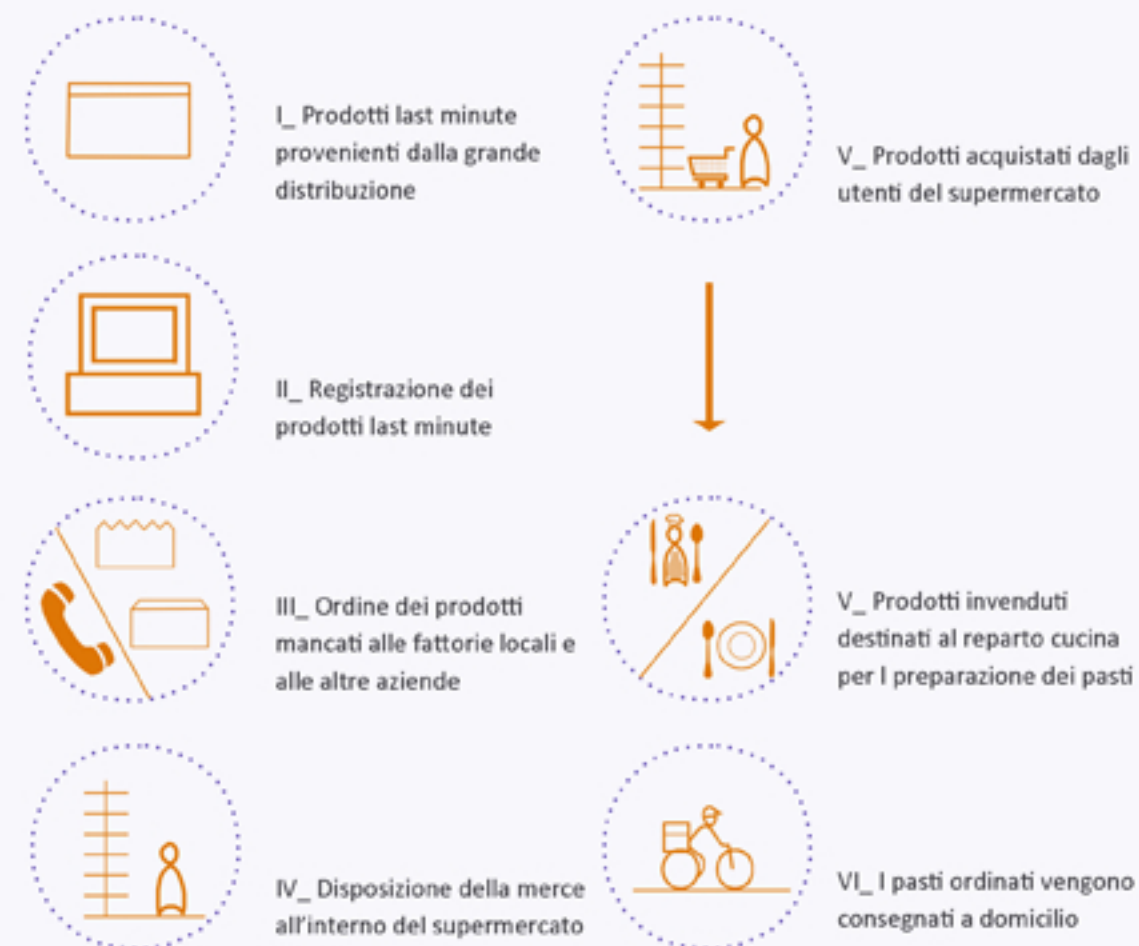 I_ Prodotti last minute
provenienti dalla grande
distribuzione
II_ Registrazione dei
prodotti last minute
III_ Ordine dei prodotti
mancati alle fattorie locali e
alle altre aziende
IV_ Disposizione della merce
all'interno del supermercato
V_ Prodotti acquistati dagli
utenti del supermercato
V_ Prodotti invenduti
destinati al reparto cucina
per l preparazione dei pasti
VI_ I pasti ordinati vengono
consegnati a domicilio